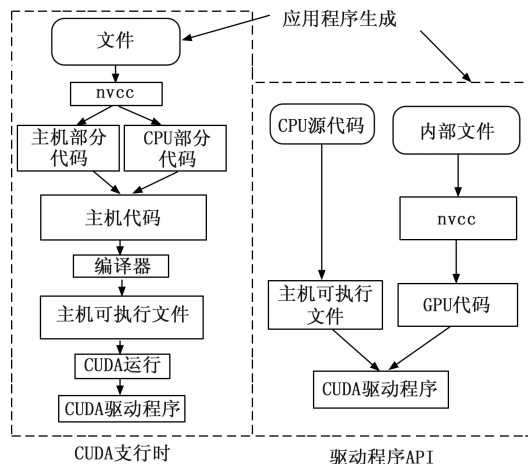 应用程序生成
文件
nvcc
主机部分
代码
CPU部分
代码
主机代码
编译器
主机可执行文件
CUDA运行
CUDA驱动程序
CUDA支行时
CPU源代码
内部文件
nvcc
主机可执行
文件
GPU代码
CUDA驱动程序
驱动程序API